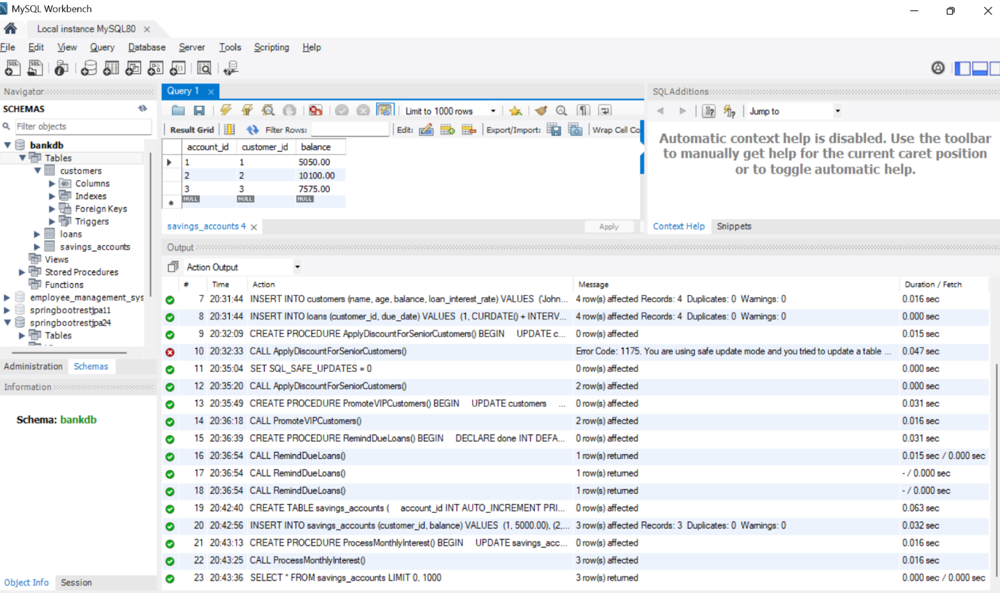 MySQL Workbench
Local instance MySQL80
File Edit View Query Database Server Tools Scripting Help
Navigator
SCHEMAS
Filter objects
bankdb
Tables
customers
Columns
Indexes
Foreign Keys
Triggers
loans
savings_accounts
Views
Stored Procedures
Functions
employee_management_sys
springbootrestjpa11
springbootrestjpa24
Tables
Administration Schemas
Information
Schema: bankdb
Object Info Session
Query 1
Limit to 1000 rows
Result Grid Filter Rows: Edit: Export/Import: Wrap Cell Co
account_id customer_id balance
1 1 5050.00
2 2 10100.00
3 3 7575.00
NULL NULL NULL
savings_accounts 4 Apply
SQLAdditions
Jump to
Automatic context help is disabled. Use the toolbar
to manually get help for the current caret position
or to toggle automatic help.
Context Help Snippets
Output
Action Output
# Time Action Message Duration / Fetch
7 20:31:44 INSERT INTO customers (name, age, balance, loan_interest_rate) VALUES ('John... 4 row(s) affected Records: 4 Duplicates: 0 Warnings: 0 0.016 sec
8 20:31:44 INSERT INTO loans (customer_id, due_date) VALUES (1, CURDATE() + INTERV... 4 row(s) affected Records: 4 Duplicates: 0 Warnings: 0 0.000 sec
9 20:32:09 CREATE PROCEDURE ApplyDiscountForSeniorCustomers() BEGIN UPDATE c... 0 row(s) affected 0.015 sec
10 20:32:33 CALL ApplyDiscountForSeniorCustomers() Error Code: 1175. You are using safe update mode and you tried to update a table ... 0.047 sec
11 20:35:04 SET SQL_SAFE_UPDATES = 0 0 row(s) affected 0.000 sec
12 20:35:20 CALL ApplyDiscountForSeniorCustomers() 2 row(s) affected 0.000 sec
13 20:35:49 CREATE PROCEDURE PromoteVIPCustomers() BEGIN UPDATE customers ... 0 row(s) affected 0.031 sec
14 20:36:18 CALL PromoteVIPCustomers() 2 row(s) affected 0.016 sec
15 20:36:39 CREATE PROCEDURE RemindDueLoans() BEGIN DECLARE done INT DEFA... 0 row(s) affected 0.031 sec
16 20:36:54 CALL RemindDueLoans() 1 row(s) returned 0.015 sec / 0.000 sec
17 20:36:54 CALL RemindDueLoans() 1 row(s) returned - / 0.000 sec
18 20:36:54 CALL RemindDueLoans() 1 row(s) returned - / 0.000 sec
19 20:42:40 CREATE TABLE savings_accounts ( account_id INT AUTO_INCREMENT PRI... 0 row(s) affected 0.063 sec
20 20:42:56 INSERT INTO savings_accounts (customer_id, balance) VALUES (1, 5000.00), (2,... 3 row(s) affected Records: 3 Duplicates: 0 Warnings: 0 0.032 sec
21 20:43:13 CREATE PROCEDURE ProcessMonthlyInterest() BEGIN UPDATE savings_acc... 0 row(s) affected 0.016 sec
22 20:43:25 CALL ProcessMonthlyInterest() 3 row(s) affected 0.016 sec
23 20:43:36 SELECT * FROM savings_accounts LIMIT 0, 1000 3 row(s) returned 0.000 sec / 0.000 sec